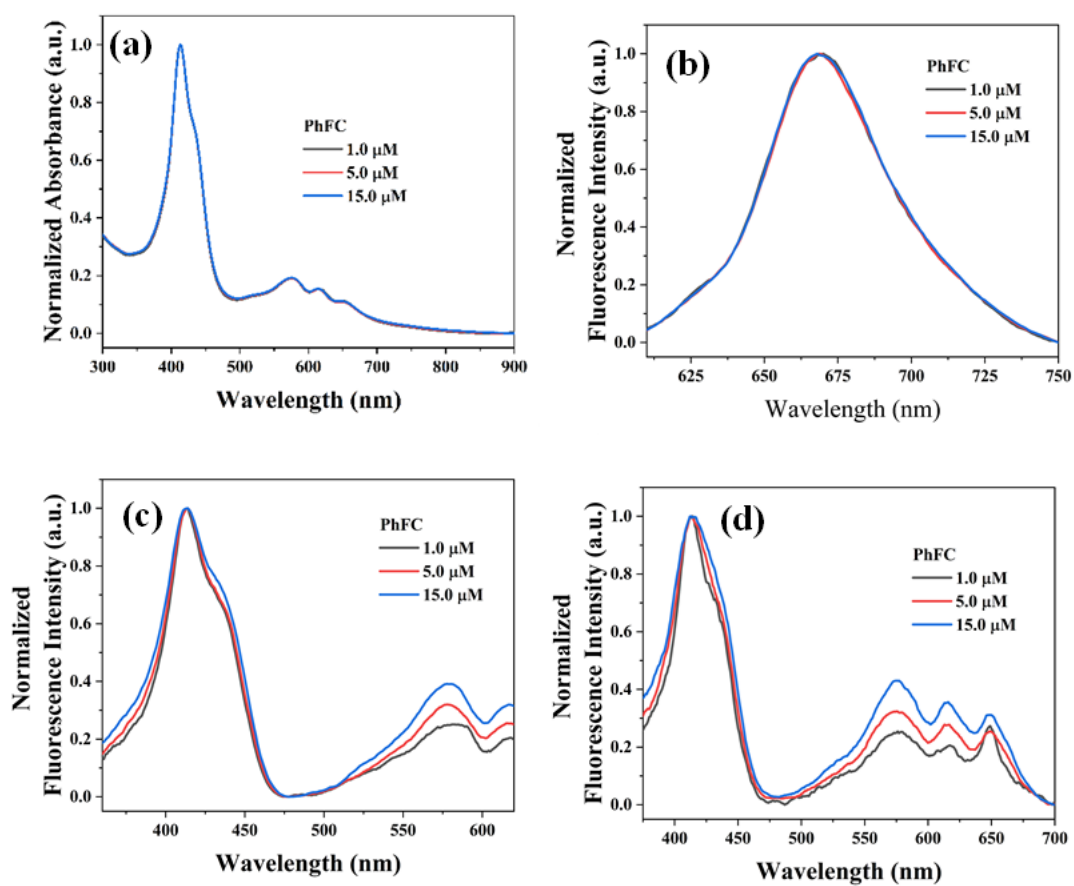 (a)
Normalized Absorbance (a.u.)
1.0
0.8
0.6
0.4
0.2
0.0
PhFC
1.0 μM
5.0 μM
15.0 μM
300 400 500 600 700 800 900
Wavelength (nm)
(b)
Normalized
Fluorescence Intensity (a.u.)
1.0
0.8
0.6
0.4
0.2
0.0
PhFC
1.0 μM
5.0 μM
15.0 μM
625 650 675 700 725 750
Wavelength (nm)
(c)
Normalized
Fluorescence Intensity (a.u.)
1.0
0.8
0.6
0.4
0.2
0.0
PhFC
1.0 μM
5.0 μM
15.0 μM
400 450 500 550 600
Wavelength (nm)
(d)
Normalized
Fluorescence Intensity (a.u.)
1.0
0.8
0.6
0.4
0.2
0.0
PhFC
1.0 μM
5.0 μM
15.0 μM
400 450 500 550 600 650 700
Wavelength (nm)